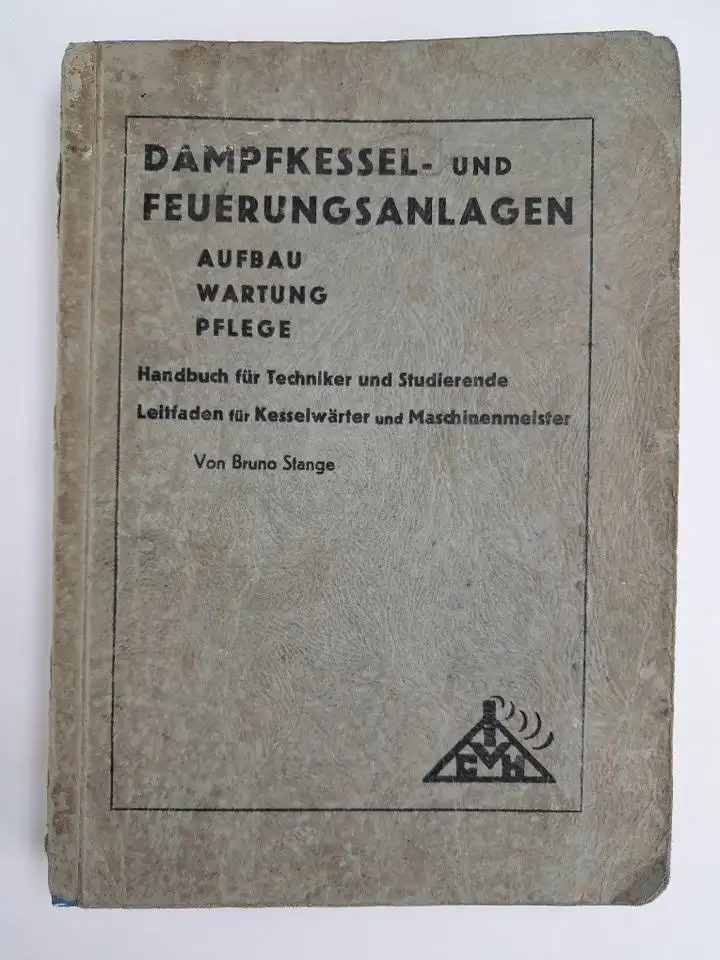 DAMPFKESSEL- UND
FEUERUNGSANLAGEN
AUFBAU
WARTUNG
PFLEGE
Handbuch für Techniker und Studierende
Leitfaden für Kesselwärter und Maschinenmeister
Von Bruno Stange